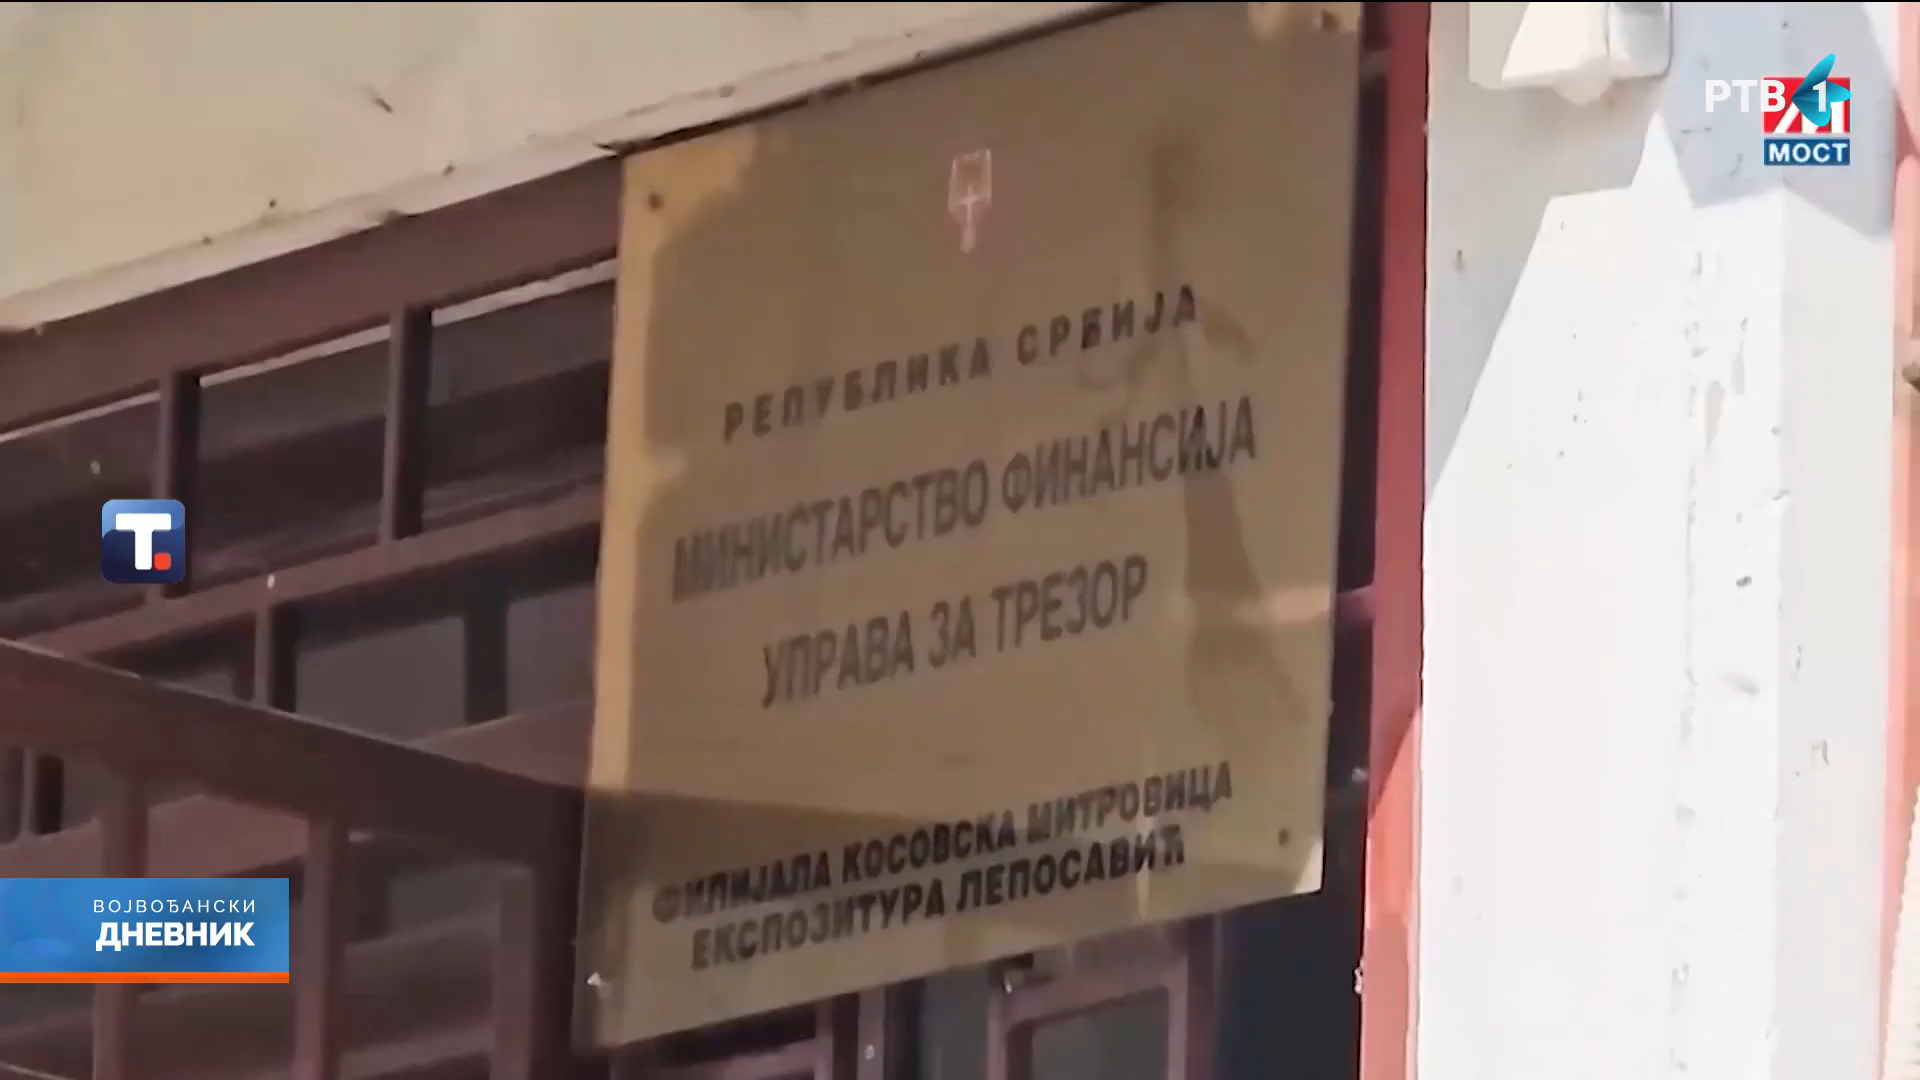 РТВ 1
МОСТ
РЕПУБЛИКА СРБИЈА
МИНИСТАРСТВО ФИНАНСИЈА
УПРАВА ЗА ТРЕЗОР
T.
ФИЛИЈАЛА КОСОВСКА МИТРОВИЦА
ЕКСПОЗИТУРА ЛЕПОСАВИЋ
ВОЈВОЂАНСКИ
ДНЕВНИК